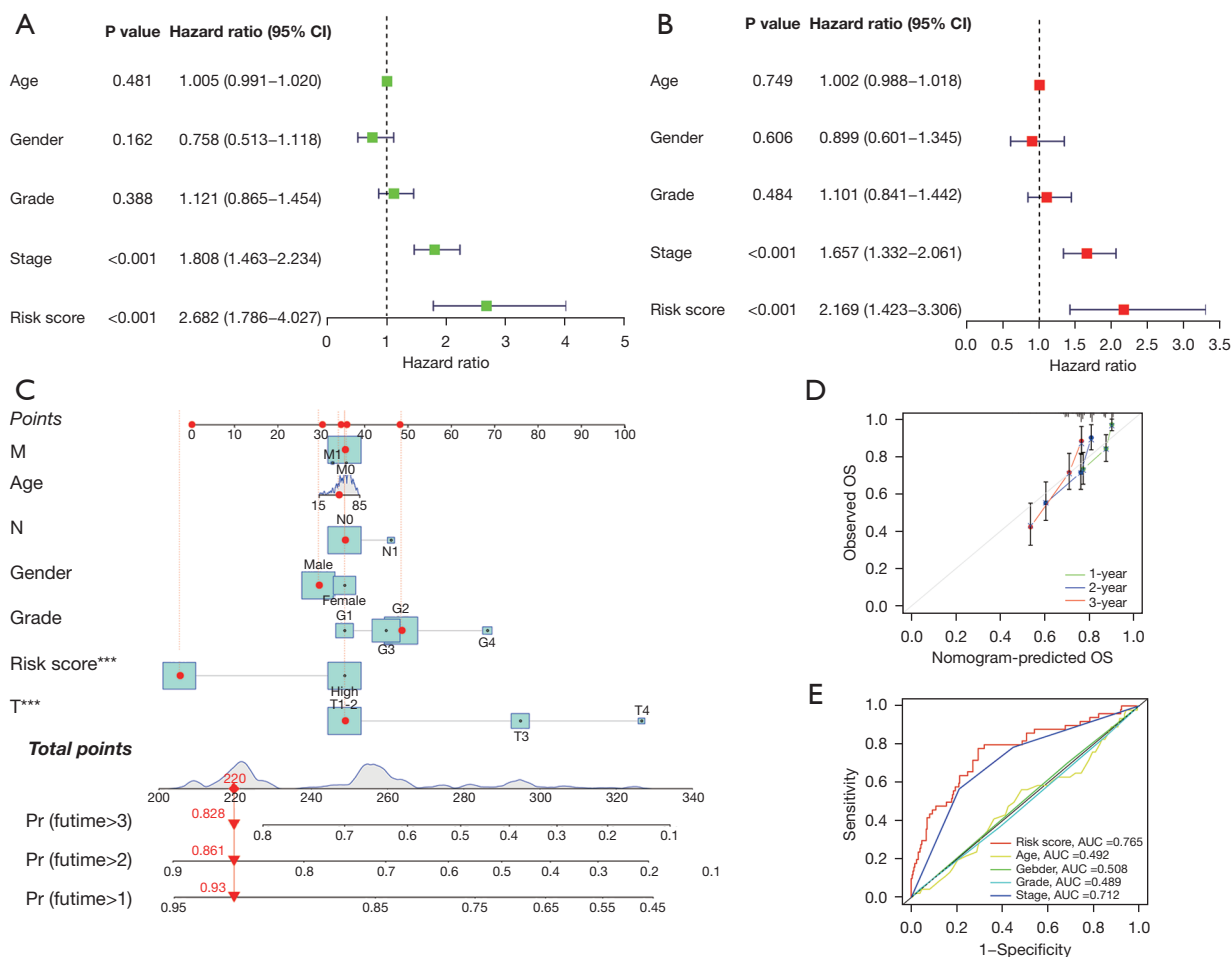 A
P value Hazard ratio (95% CI)
Age 0.481 1.005 (0.991−1.020)
Gender 0.162 0.758 (0.513−1.118)
Grade 0.388 1.121 (0.865−1.454)
Stage <0.001 1.808 (1.463−2.234)
Risk score <0.001 2.682 (1.786−4.027)
0 1 2 3 4 5
Hazard ratio
B
P value Hazard ratio (95% CI)
Age 0.749 1.002 (0.988−1.018)
Gender 0.606 0.899 (0.601−1.345)
Grade 0.484 1.101 (0.841−1.442)
Stage <0.001 1.657 (1.332−2.061)
Risk score <0.001 2.169 (1.423−3.306)
0.0 0.5 1.0 1.5 2.0 2.5 3.0 3.5
Hazard ratio
C
Points
0 10 20 30 40 50 60 70 80 90 100
M
M1
M0
Age
15 85
N
N0
N1
Gender
Male
Female
Grade
G1 G2
G3 G4
Risk score***
High
T***
T1-2
T3
T4
Total points
220
200 220 240 260 280 300 320 340
0.828
Pr (futime>3)
0.8 0.7 0.6 0.5 0.4 0.3 0.2 0.1
0.861
Pr (futime>2)
0.9 0.8 0.7 0.6 0.5 0.4 0.3 0.2 0.1
0.93
Pr (futime>1)
0.95 0.85 0.75 0.65 0.55 0.45
D
Observed OS
1.0
0.8
0.6
0.4
0.2
0.0
1-year
2-year
3-year
0.0 0.2 0.4 0.6 0.8 1.0
Nomogram-predicted OS
E
Sensitivity
1.0
0.8
0.6
0.4
0.2
0.0
Risk score, AUC =0.765
Age, AUC =0.492
Gebder, AUC =0.508
Grade, AUC =0.489
Stage, AUC =0.712
0.0 0.2 0.4 0.6 0.8 1.0
1−Specificity